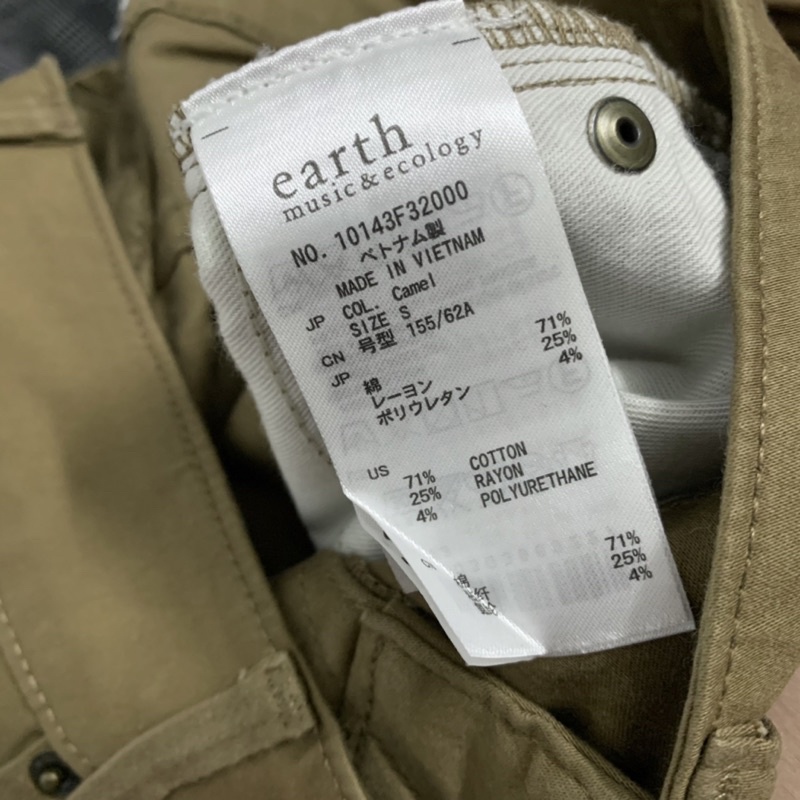 earth
music & ecology
NO. 10143F32000
ベトナム製
MADE IN VIETNAM
JP COL. Camel
SIZE S
CN 号型 155/62A
JP 綿 71%
レーヨン 25%
ポリウレタン 4%
US 71% COTTON
25% RAYON
4% POLYURETHANE
棉 71%
25%
4%